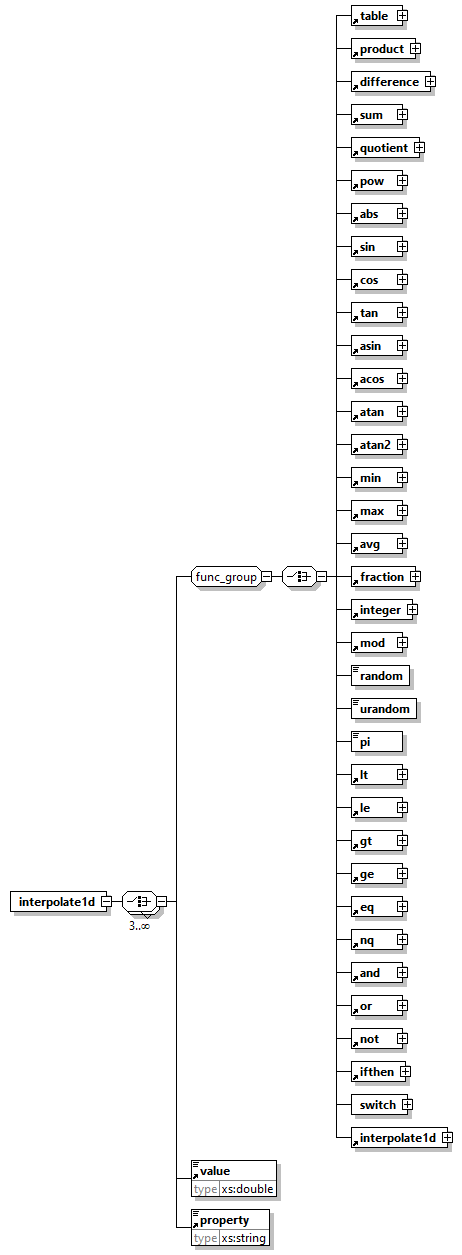 table
product
difference
sum
quotient
pow
abs
sin
cos
tan
asin
acos
atan
atan2
min
max
avg
func_group
fraction
integer
mod
random
urandom
pi
lt
le
gt
ge
interpolate1d
3..∞
eq
nq
and
or
not
ifthen
switch
interpolate1d
value
type xs:double
property
type xs:string